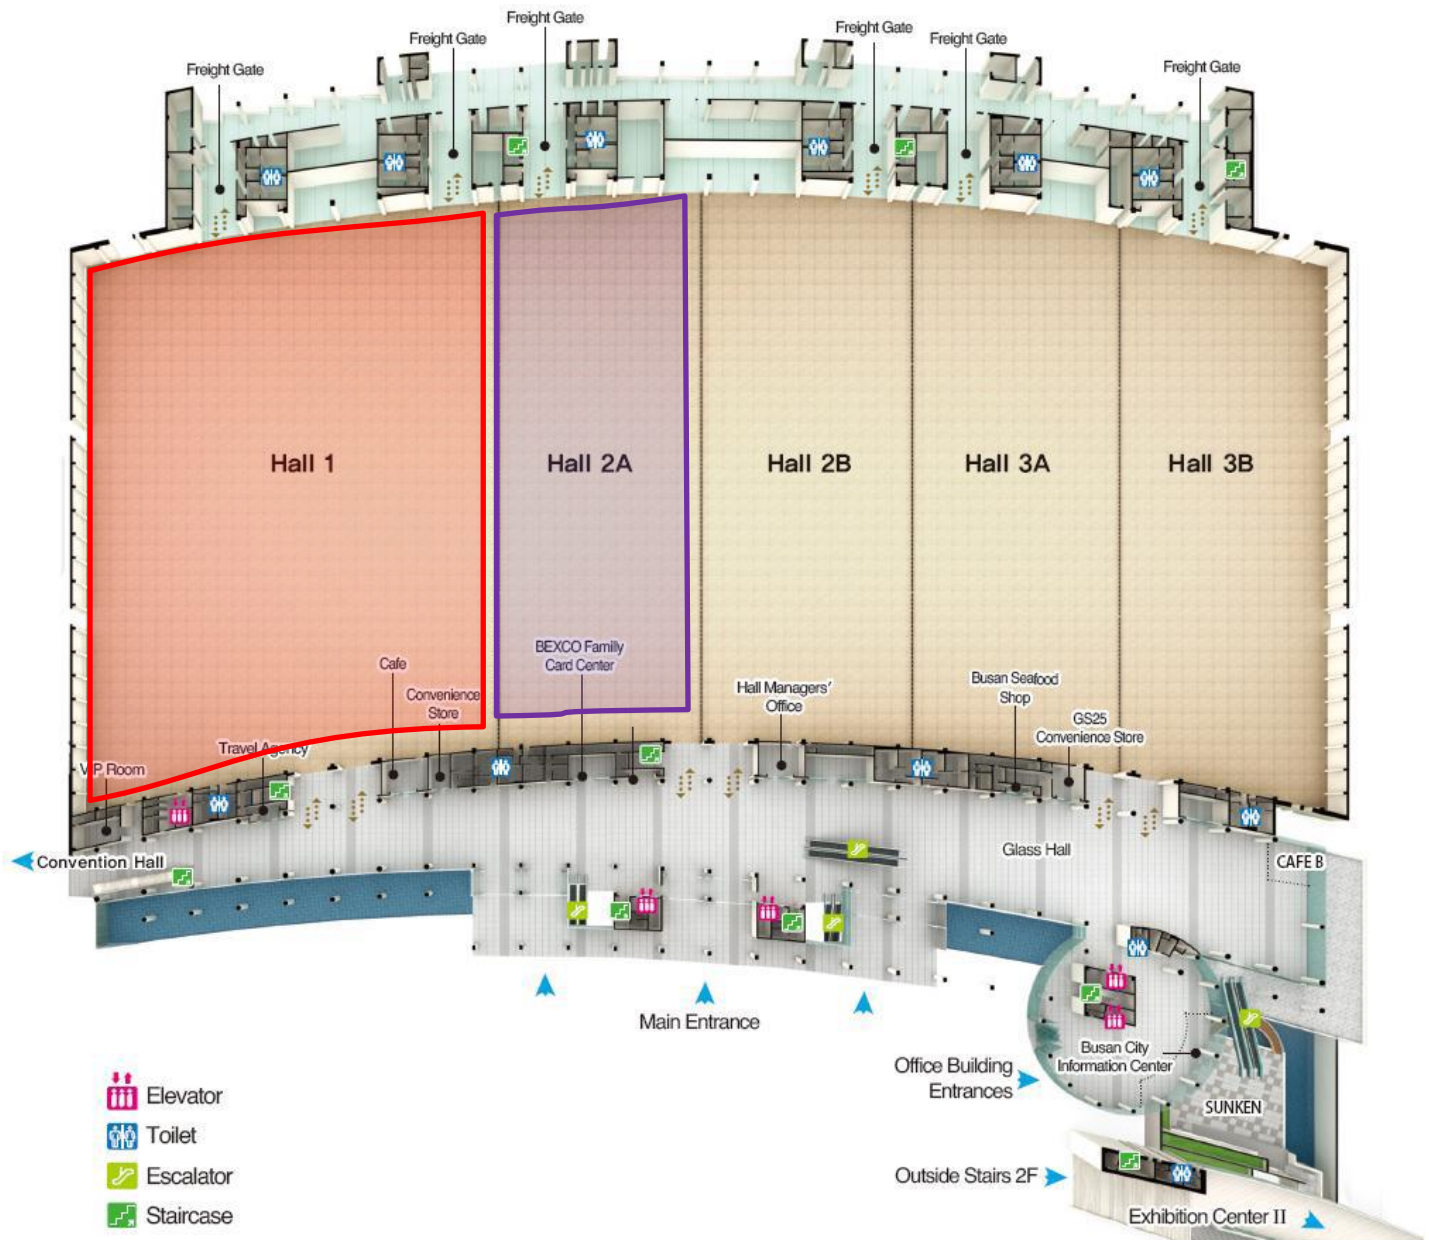 Freight Gate
Freight Gate
Freight Gate
Freight Gate
Freight Gate
Freight Gate
Hall 1
Hall 2A
Hall 2B
Hall 3A
Hall 3B
BEXCO Family
Card Center
Cafe
Convenience
Store
Hall Managers'
Office
Busan Seafood
Shop
GS25
Convenience Store
Travel Agency
VIP Room
Glass Hall
CAFE B
Convention Hall
Main Entrance
Busan City
Information Center
Office Building
Entrances
SUNKEN
Outside Stairs 2F
Exhibition Center II
Elevator
Toilet
Escalator
Staircase